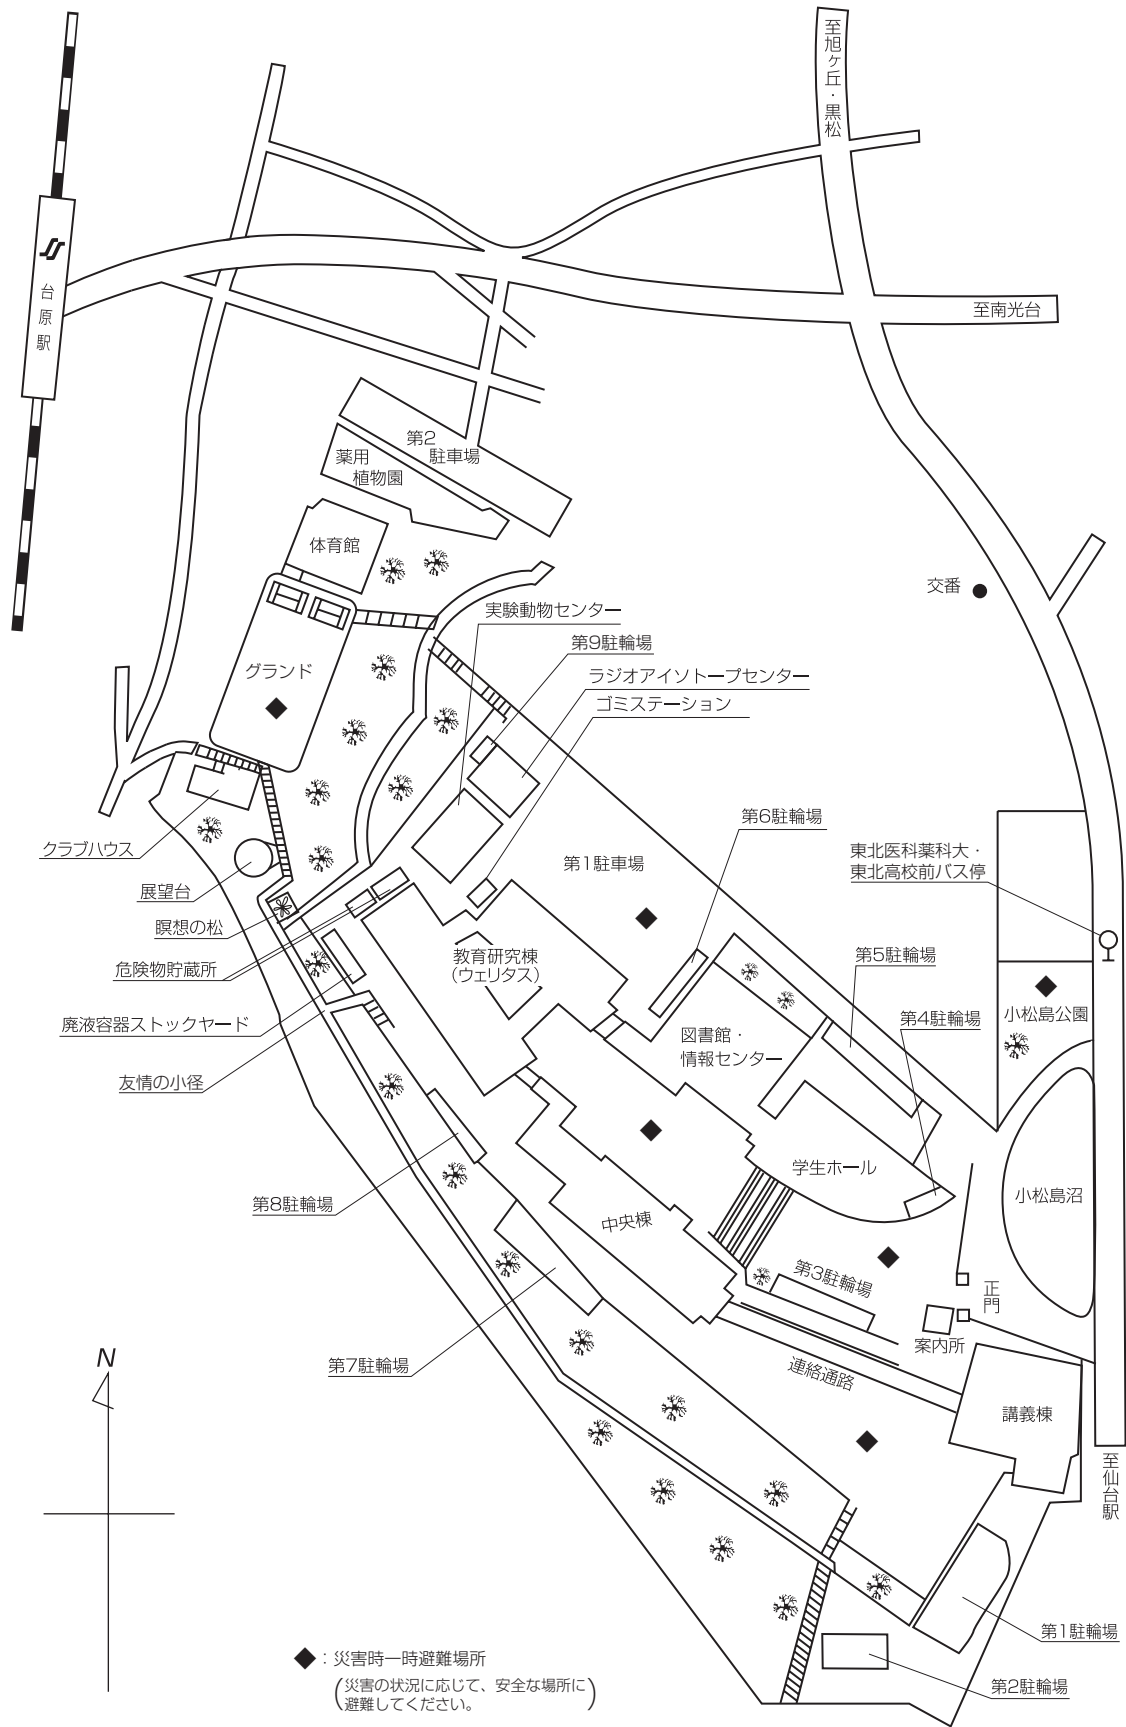 至旭ヶ丘・黒松
台原駅
至南光台
第2
駐車場
薬用
植物園
体育館
交番
実験動物センター
第9駐輪場
グランド
ラジオアイソトープセンター
ゴミステーション
第6駐輪場
クラブハウス
第1駐車場
東北医科薬科大・
東北高校前バス停
展望台
瞑想の松
教育研究棟
(ウェリタス)
第5駐輪場
危険物貯蔵所
小松島公園
第4駐輪場
廃液容器ストックヤード
図書館・
情報センター
友情の小径
学生ホール
小松島沼
第8駐輪場
中央棟
第3駐輪場
正門
案内所
N
第7駐輪場
連絡通路
講義棟
至仙台駅
第1駐輪場
第2駐輪場
◆:災害時一時避難場所
(災害の状況に応じて、安全な場所に
避難してください。)